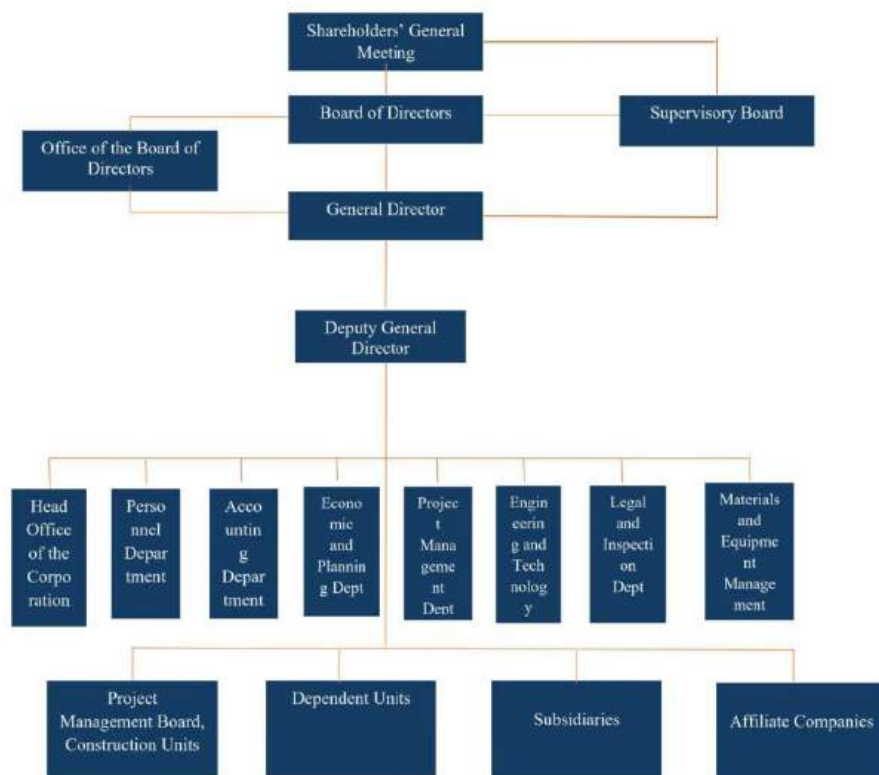 Shareholders' General
Meeting
Board of Directors
Supervisory Board
Office of the Board of
Directors
General Director
Deputy General
Director
Head
Office
of the
Corpo
ration
Perso
nnel
Depar
tment
Acco
untin
g
Depar
tment
Econo
mic
and
Plannin
g Dept
Projec
t
Mana
geme
nt
Dept
Engin
eerin
g and
Tech
nolog
y
Legal
and
Inspecti
on
Dept
Materials
and
Equipme
nt
Manage
ment
Project
Management Board,
Construction Units
Dependent Units
Subsidiaries
Affiliate Companies